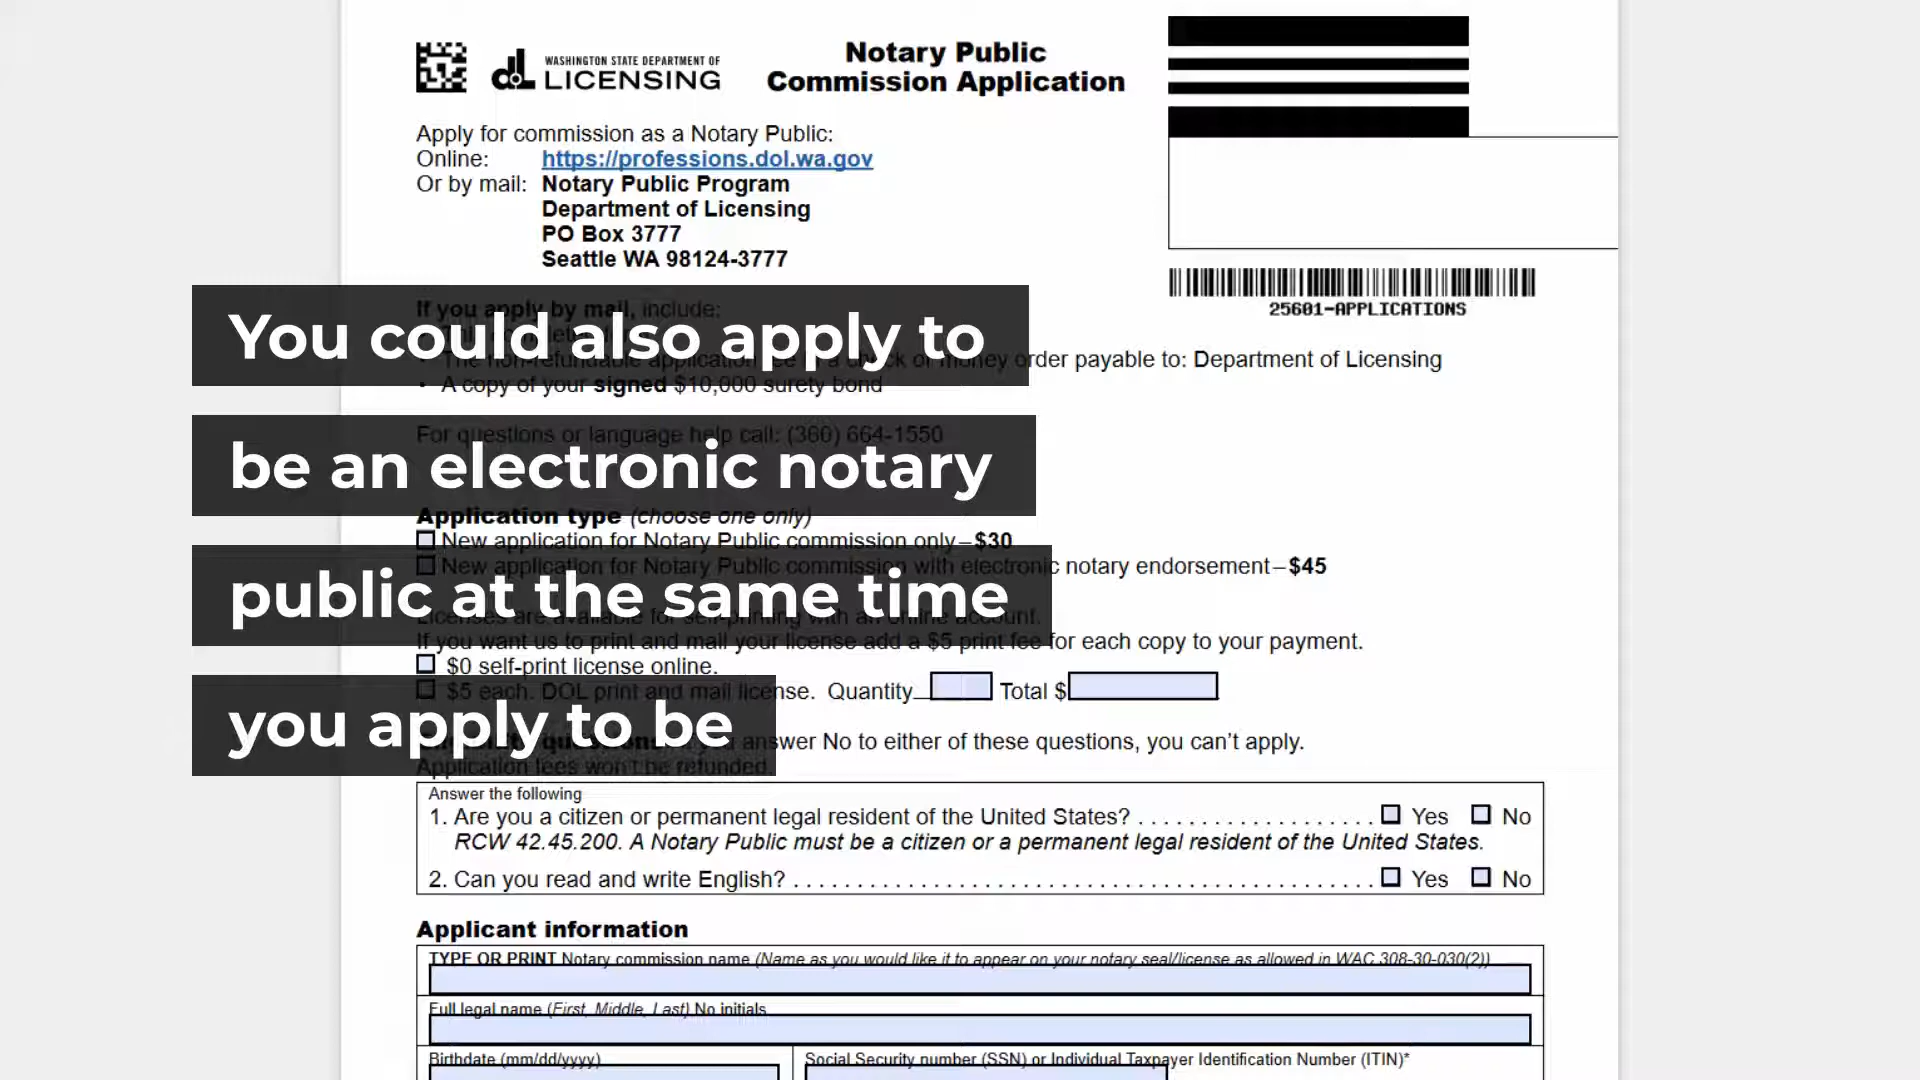 WASHINGTON STATE DEPARTMENT OF
LICENSING
Notary Public
Commission Application
Apply for commission as a Notary Public:
Online: https://professions.dol.wa.gov
Or by mail: Notary Public Program
Department of Licensing
PO Box 3777
Seattle WA 98124-3777
25601-APPLICATIONS
If you apply by mail, include:
You could also apply to
• The non-refundable application fee in a check or money order payable to: Department of Licensing
• A copy of your signed $10,000 surety bond
For questions or language help call: (360) 664-1550
be an electronic notary
Application type (choose one only)
New application for Notary Public commission only–$30
New application for Notary Public commission with electronic notary endorsement–$45
public at the same time
Licenses are available for self-printing with an online account.
If you want us to print and mail your license add a $5 print fee for each copy to your payment.
$0 self-print license online.
$5 each. DOL print and mail license. Quantity Total $
you apply to be
answer No to either of these questions, you can't apply.
Application fees won't be refunded.
Answer the following
1. Are you a citizen or permanent legal resident of the United States? . . . . . . . . . . . . . . . . . . . Yes No
RCW 42.45.200. A Notary Public must be a citizen or a permanent legal resident of the United States.
2. Can you read and write English? . . . . . . . . . . . . . . . . . . . . . . . . . . . . . . . . . . . . . . . . . . . . . . Yes No
Applicant information
TYPE OR PRINT Notary commission name (Name as you would like it to appear on your notary seal/license as allowed in WAC 308-30-030(2))
Full legal name (First, Middle, Last) No initials
Birthdate (mm/dd/yyyy) Social Security number (SSN) or Individual Taxpayer Identification Number (ITIN)*